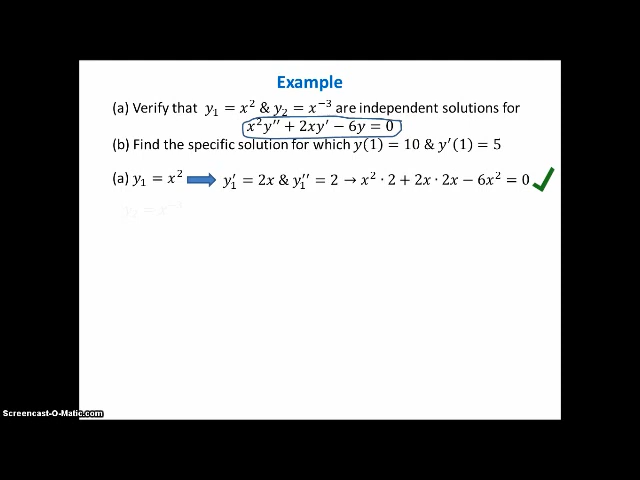 Example
(a) Verify that y₁ = x² & y₂ = x⁻³ are independent solutions for
x²y′′ + 2xy′ − 6y = 0
(b) Find the specific solution for which y(1) = 10 & y′(1) = 5
(a) y₁ = x² y₁′ = 2x & y₁′′ = 2 → x² · 2 + 2x · 2x − 6x² = 0
y₂ = x⁻³
Screencast-O-Matic.com